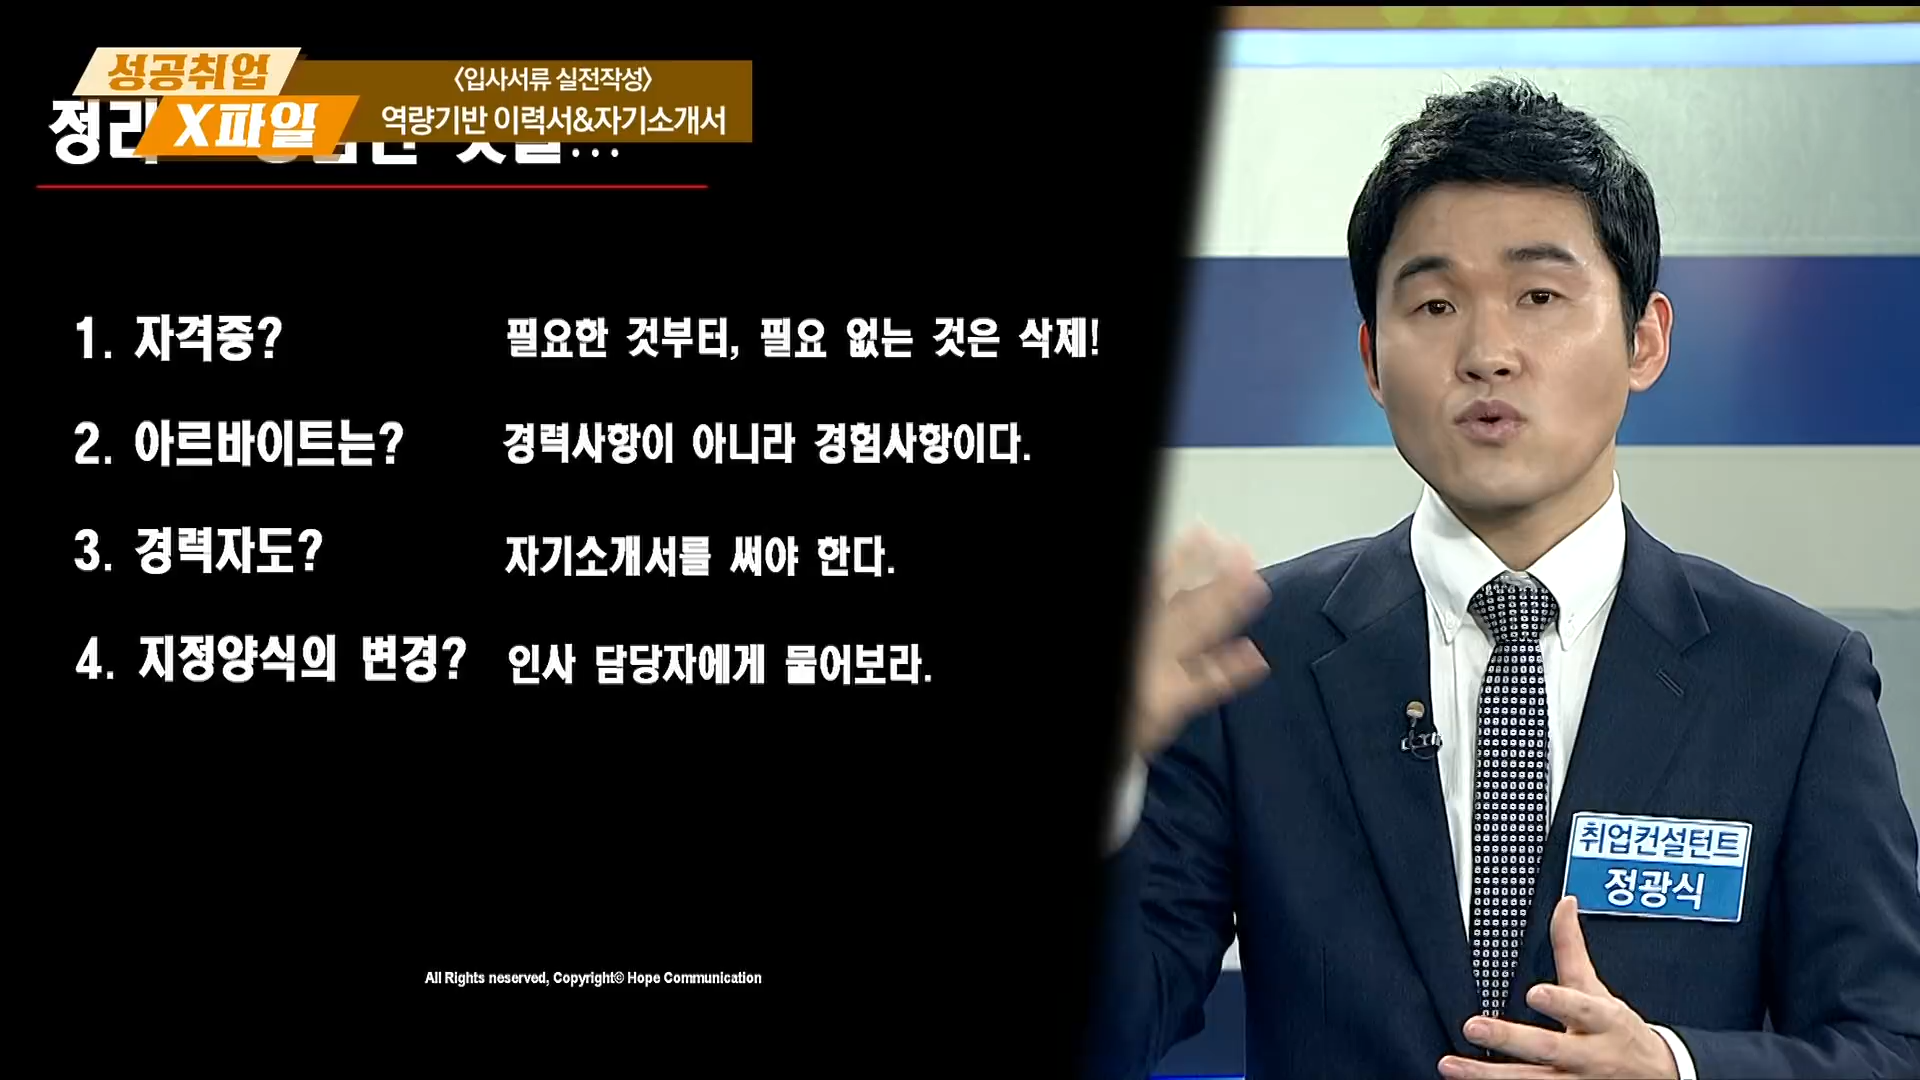 성공취업
X파일
<입사서류 실전작성>
역량기반 이력서&자기소개서
1. 자격증? 필요한 것부터, 필요 없는 것은 삭제!
2. 아르바이트는? 경력사항이 아니라 경험사항이다.
3. 경력자도? 자기소개서를 써야 한다.
4. 지정양식의 변경? 인사 담당자에게 물어보라.
취업컨설턴트
정광식
All Rights neserved, Copyright© Hope Communication